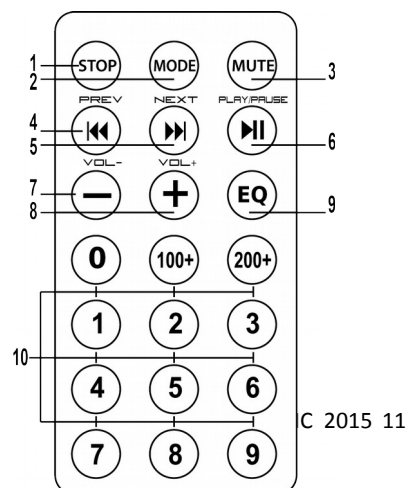 1 STOP MODE MUTE 3
2
PREV NEXT PLAY/PAUSE
4
5 6
VOL- VOL+
7 EQ 9
8
0 100+ 200+
1 2 3
10
4 5 6
C 2015 11
7 8 9